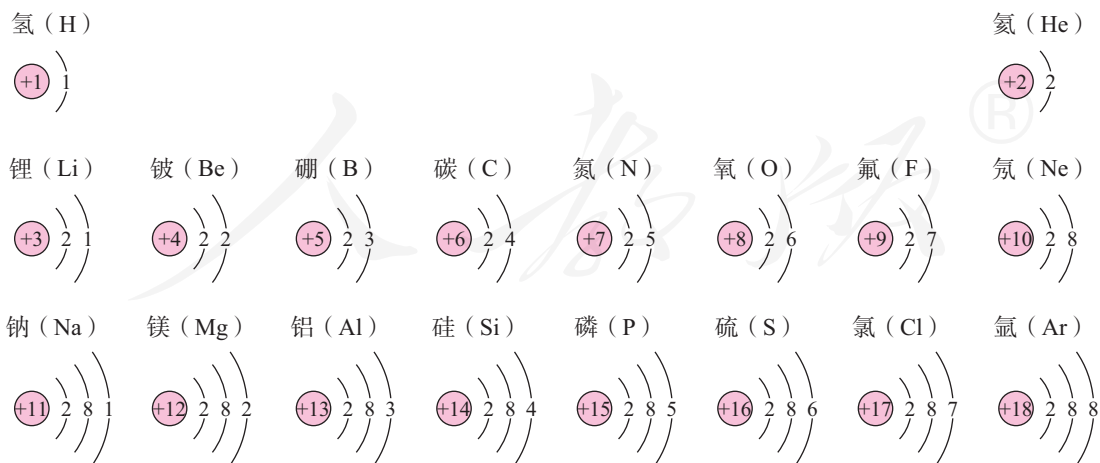 氢（H） 氦（He）
+1 1 +2 2
锂（Li） 铍（Be） 硼（B） 碳（C） 氮（N） 氧（O） 氟（F） 氖（Ne）
+3 2 1 +4 2 2 +5 2 3 +6 2 4 +7 2 5 +8 2 6 +9 2 7 +10 2 8
钠（Na） 镁（Mg） 铝（Al） 硅（Si） 磷（P） 硫（S） 氯（Cl） 氩（Ar）
+11 2 8 1 +12 2 8 2 +13 2 8 3 +14 2 8 4 +15 2 8 5 +16 2 8 6 +17 2 8 7 +18 2 8 8
人教版®